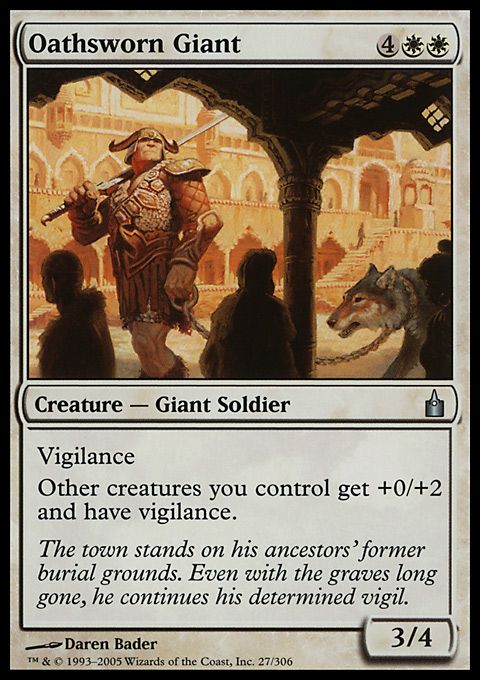 Oathsworn Giant 4
Creature — Giant Soldier
Vigilance
Other creatures you control get +0/+2
and have vigilance.
The town stands on his ancestors' former
burial grounds. Even with the graves long
gone, he continues his determined vigil.
Daren Bader
3/4
™ & © 1993–2005 Wizards of the Coast, Inc. 27/306